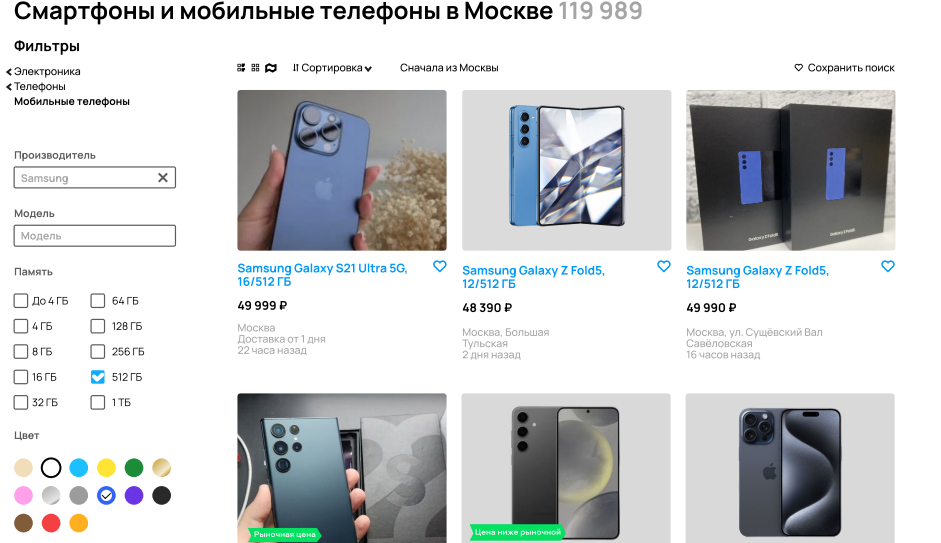 Смартфоны и мобильные телефоны в Москве 119 989
Фильтры
Электроника
Телефоны
Мобильные телефоны
Производитель
Samsung
Модель
Модель
Память
До 4 ГБ
64 ГБ
4 ГБ
128 ГБ
8 ГБ
256 ГБ
16 ГБ
512 ГБ
32 ГБ
1 ТБ
Цвет
Сортировка
Сначала из Москвы
Сохранить поиск
Samsung Galaxy S21 Ultra 5G,
16/512 ГБ
49 999 ₽
Москва
Доставка от 1 дня
22 часа назад
Samsung Galaxy Z Fold5,
12/512 ГБ
48 390 ₽
Москва, Большая
Тульская
2 дня назад
Galaxy Z Fold5
Galaxy Z Fold5
Samsung Galaxy Z Fold5,
12/512 ГБ
49 990 ₽
Москва, ул. Сущёвский Вал
Савёловская
16 часов назад
Рыночная цена
Цена ниже рыночной